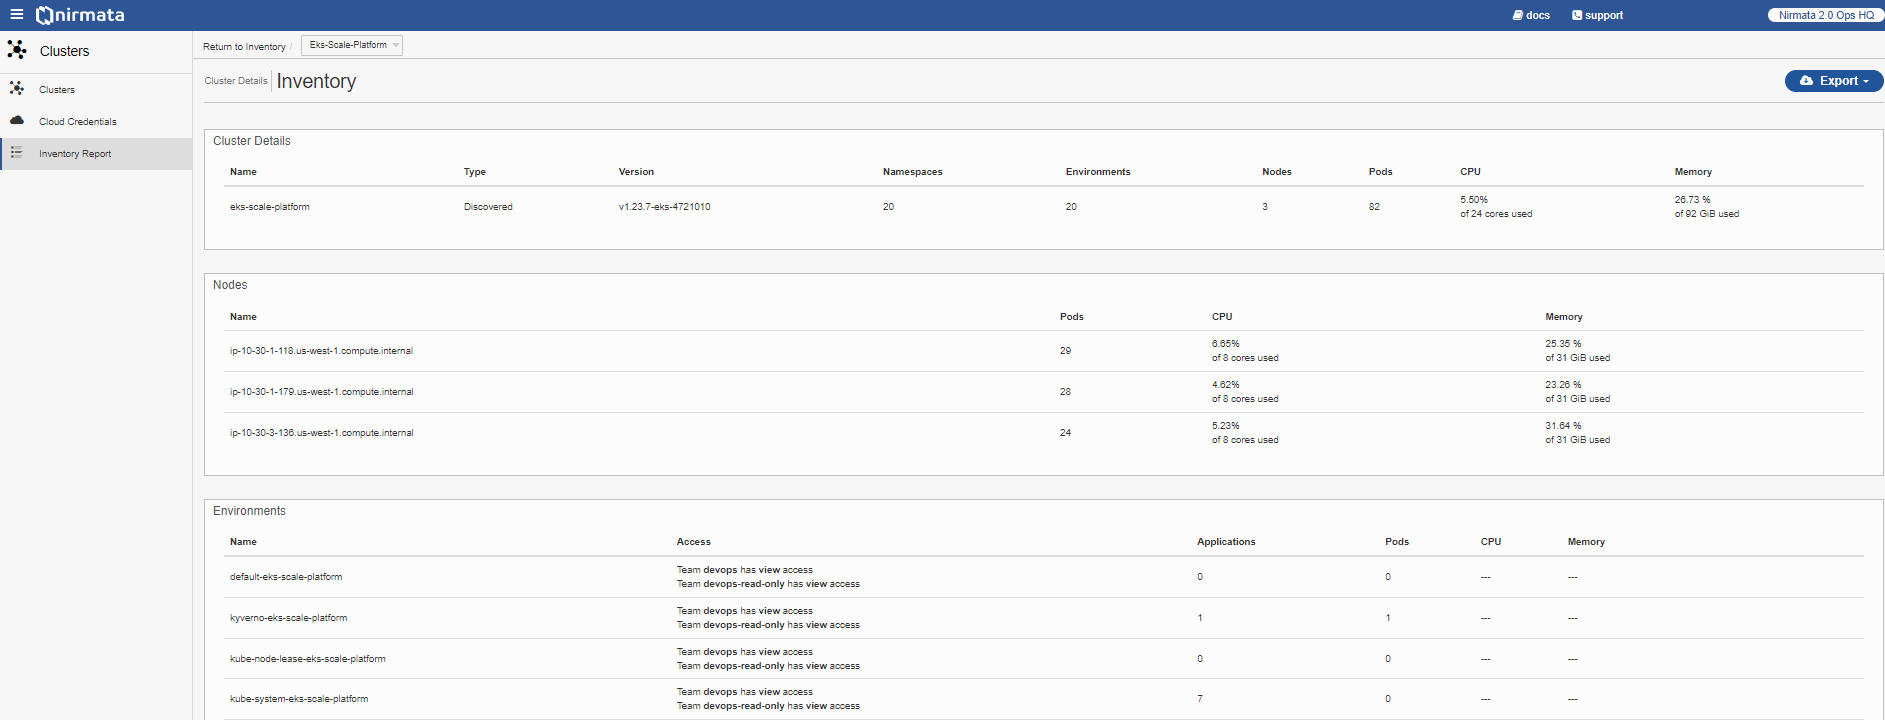 nirmata
docs
support
Nirmata 2.0 Ops HQ
Clusters
Clusters
Cloud Credentials
Inventory Report
Return to Inventory / Eks-Scale-Platform
Cluster Details Inventory
Export
Cluster Details
Name Type Version Namespaces Environments Nodes Pods CPU Memory
eks-scale-platform Discovered v1.23.7-eks-4721010 20 20 3 82 5.50% of 24 cores used 26.73 % of 92 GiB used
Nodes
Name Pods CPU Memory
ip-10-30-1-118.us-west-1.compute.internal 29 6.65% of 8 cores used 25.35 % of 31 GiB used
ip-10-30-1-179.us-west-1.compute.internal 28 4.62% of 8 cores used 23.26 % of 31 GiB used
ip-10-30-3-136.us-west-1.compute.internal 24 5.23% of 8 cores used 31.64 % of 31 GiB used
Environments
Name Access Applications Pods CPU Memory
default-eks-scale-platform Team devops has view access Team devops-read-only has view access 0 0 --- ---
kyverno-eks-scale-platform Team devops has view access Team devops-read-only has view access 1 1 --- ---
kube-node-lease-eks-scale-platform Team devops has view access Team devops-read-only has view access 0 0 --- ---
kube-system-eks-scale-platform Team devops has view access Team devops-read-only has view access 7 0 --- ---